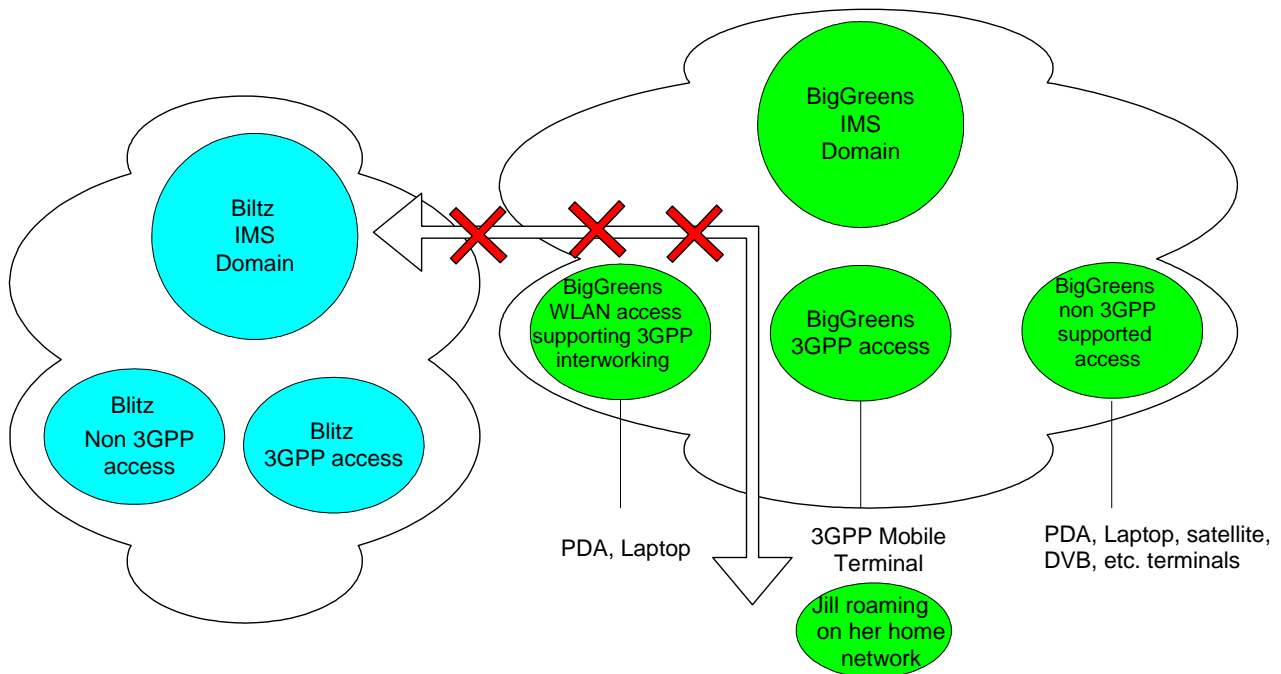 BigGreens
IMS
Domain
Biltz
IMS
Domain
BigGreens
WLAN access
supporting 3GPP
interworking
BigGreens
3GPP access
BigGreens
non 3GPP
supported
access
Blitz
Non 3GPP
access
Blitz
3GPP access
PDA, Laptop
3GPP Mobile
Terminal
PDA, Laptop, satellite,
DVB, etc. terminals
Jill roaming
on her home
network